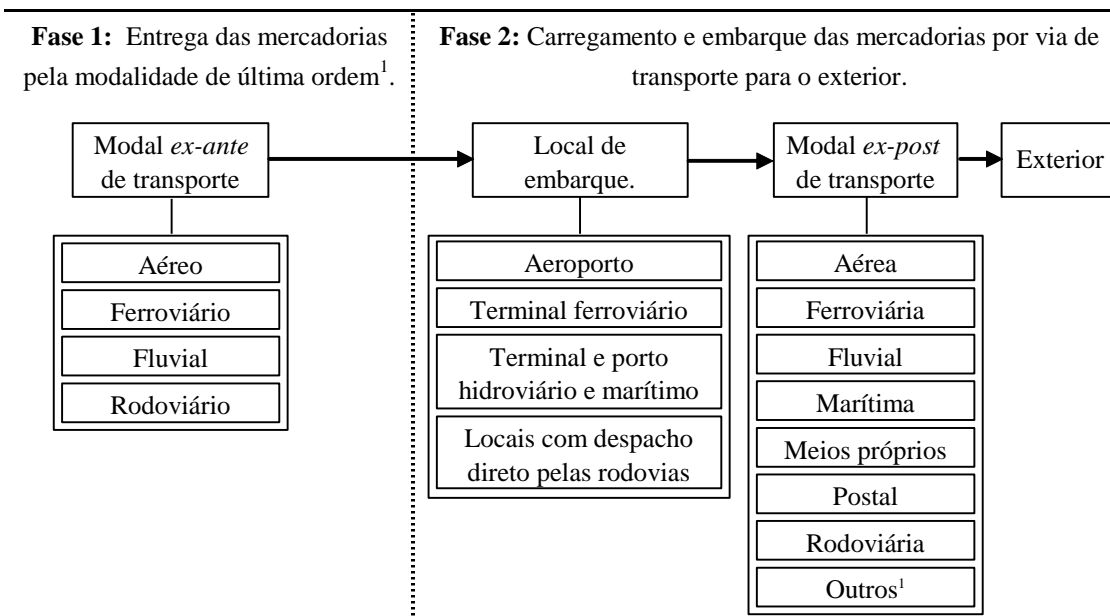 Fase 1: Entrega das mercadorias
pela modalidade de última ordem¹.
Fase 2: Carregamento e embarque das mercadorias por via de
transporte para o exterior.
Modal ex-ante
de transporte
Local de
embarque.
Modal ex-post
de transporte
Exterior
Aéreo
Ferroviário
Fluvial
Rodoviário
Aeroporto
Terminal ferroviário
Terminal e porto
hidroviário e marítimo
Locais com despacho
direto pelas rodovias
Aérea
Ferroviária
Fluvial
Marítima
Meios próprios
Postal
Rodoviária
Outros¹